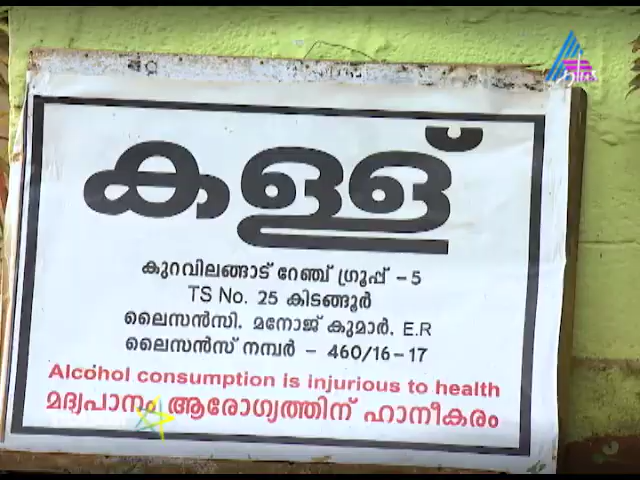 കള്ള്
കുറവിലങ്ങാട് റേഞ്ച് ഗ്രൂപ്പ് – 5
TS No. 25 കിടങ്ങൂർ
ലൈസൻസി. മനോജ് കുമാർ. E.R
ലൈസൻസ് നമ്പർ – 460/16-17
Alcohol consumption is injurious to health
മദ്യപാനം ആരോഗ്യത്തിന് ഹാനീകരം